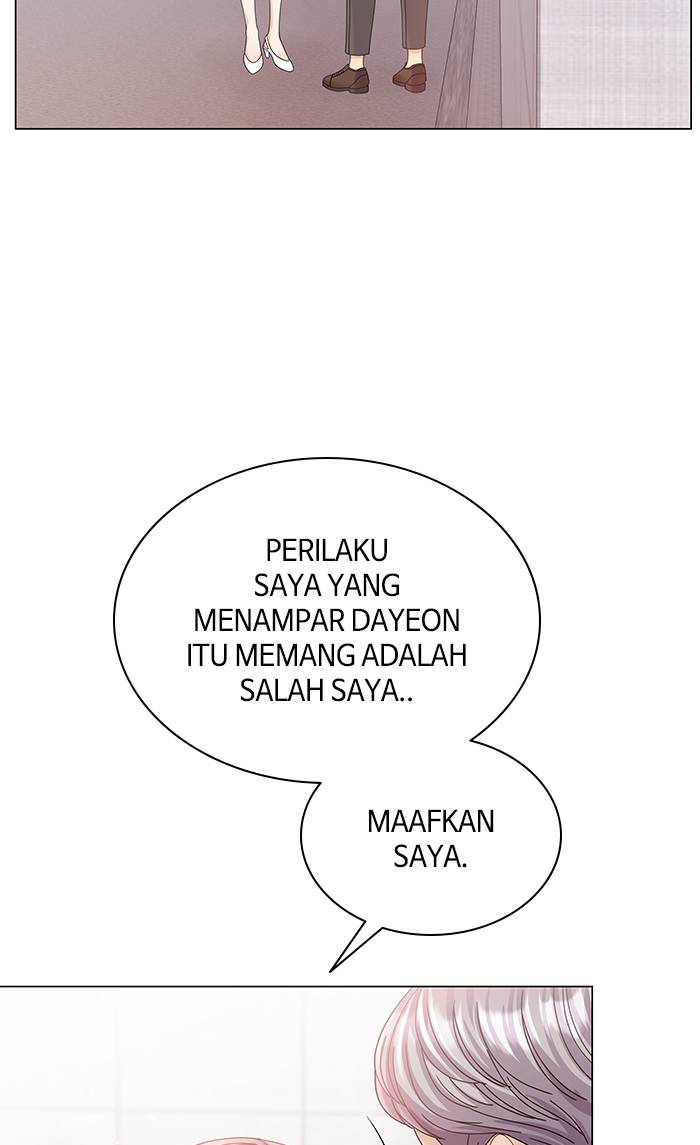 PERILAKU
SAYA YANG
MENAMPAR DAYEON
ITU MEMANG ADALAH
SALAH SAYA..
MAAFKAN
SAYA.